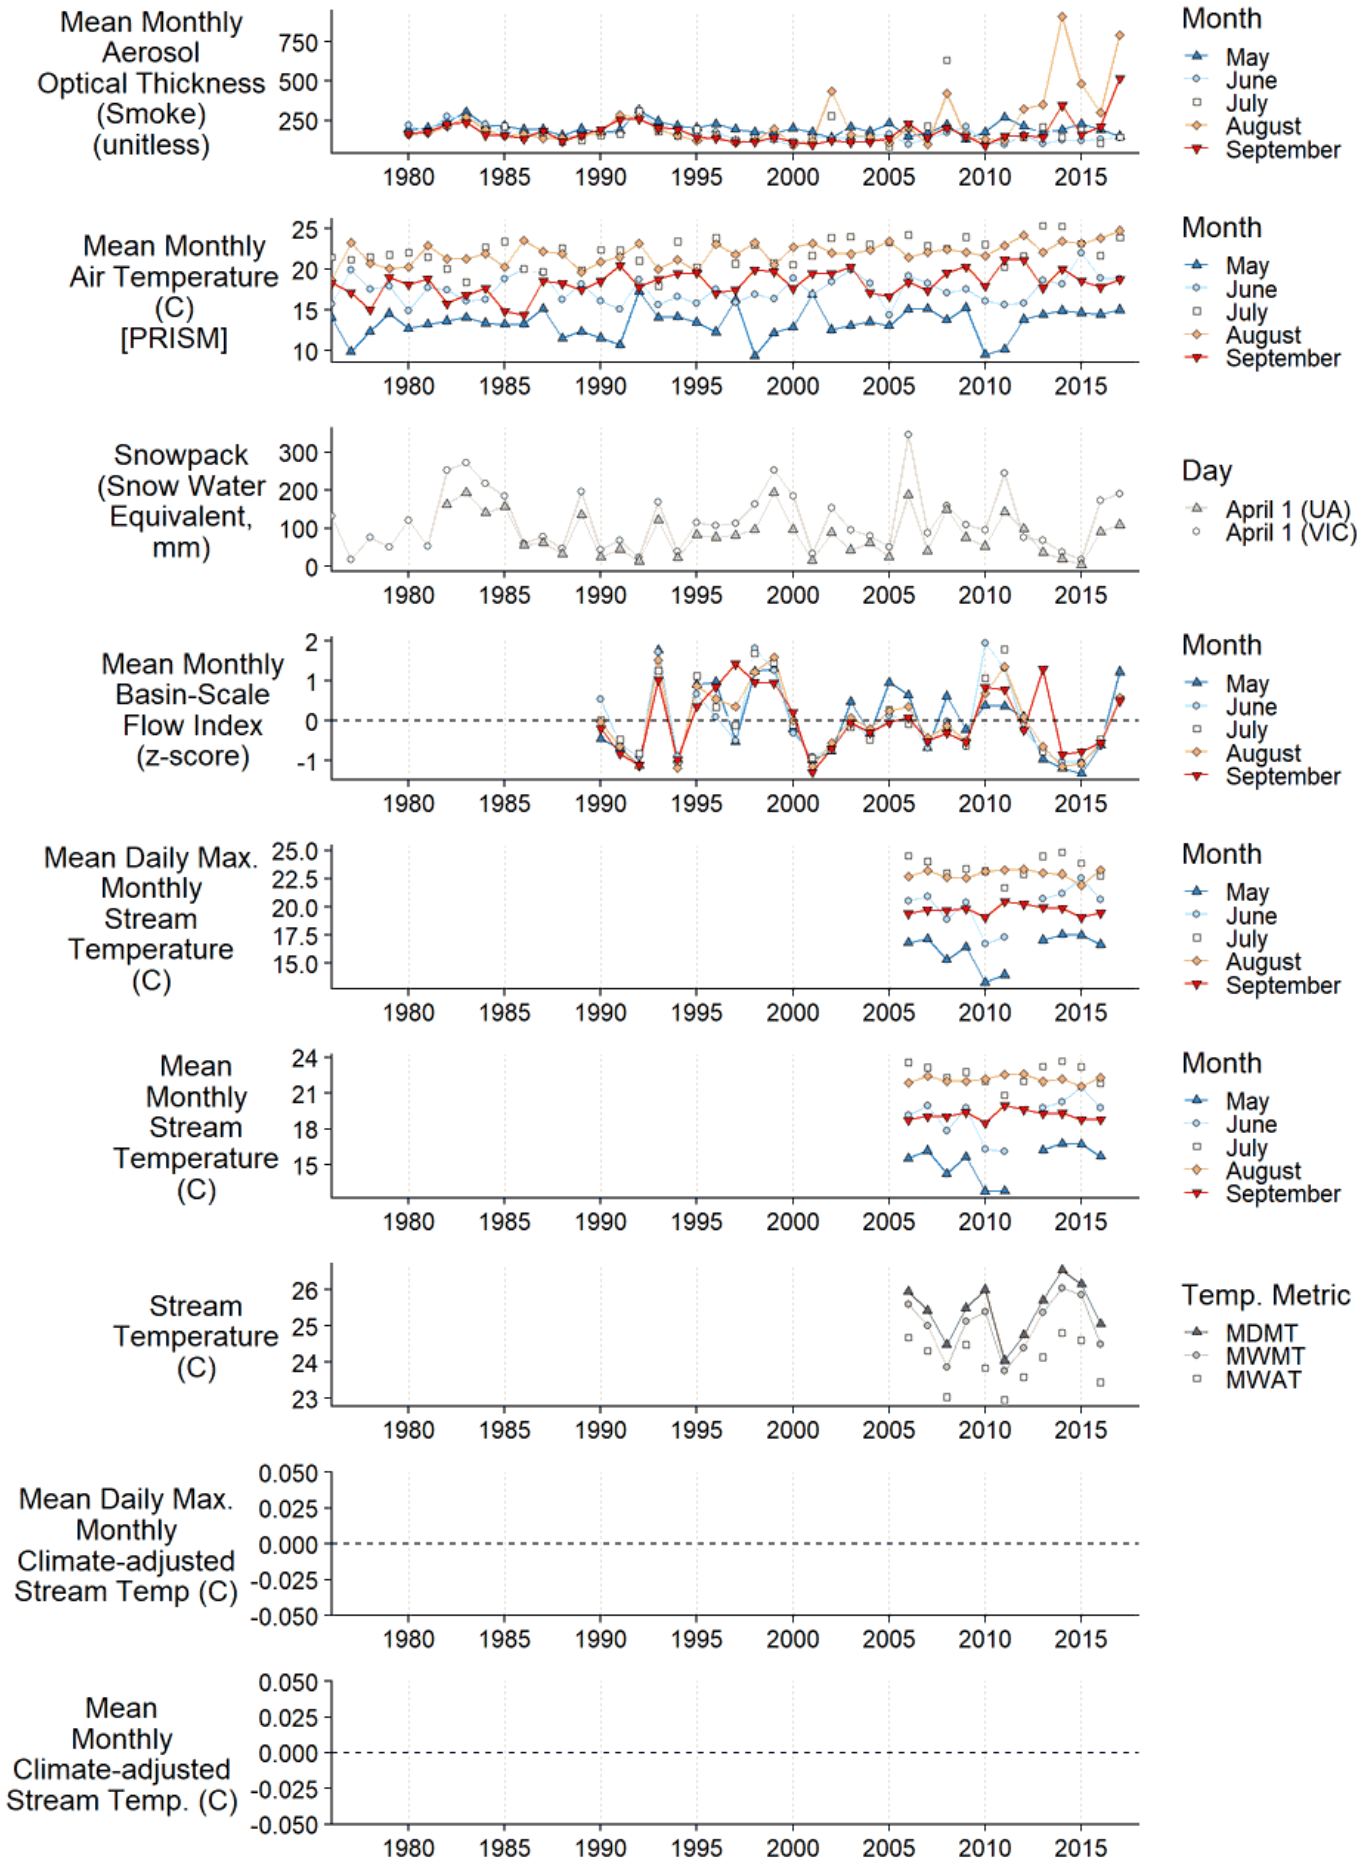 Mean Monthly
Aerosol
Optical Thickness
(Smoke)
(unitless)
750
500
250
1980 1985 1990 1995 2000 2005 2010 2015
Month
May
June
July
August
September
Mean Monthly
Air Temperature
(C)
[PRISM]
25
20
15
10
1980 1985 1990 1995 2000 2005 2010 2015
Month
May
June
July
August
September
Snowpack
(Snow Water
Equivalent,
mm)
300
200
100
0
1980 1985 1990 1995 2000 2005 2010 2015
Day
April 1 (UA)
April 1 (VIC)
Mean Monthly
Basin-Scale
Flow Index
(z-score)
2
1
0
-1
1980 1985 1990 1995 2000 2005 2010 2015
Month
May
June
July
August
September
Mean Daily Max.
Monthly
Stream
Temperature
(C)
25.0
22.5
20.0
17.5
15.0
1980 1985 1990 1995 2000 2005 2010 2015
Month
May
June
July
August
September
Mean
Monthly
Stream
Temperature
(C)
24
21
18
15
1980 1985 1990 1995 2000 2005 2010 2015
Month
May
June
July
August
September
Stream
Temperature
(C)
26
25
24
23
1980 1985 1990 1995 2000 2005 2010 2015
Temp. Metric
MDMT
MWMT
MWAT
Mean Daily Max.
Monthly
Climate-adjusted
Stream Temp (C)
0.050
0.025
0.000
-0.025
-0.050
1980 1985 1990 1995 2000 2005 2010 2015
Mean
Monthly
Climate-adjusted
Stream Temp. (C)
0.050
0.025
0.000
-0.025
-0.050
1980 1985 1990 1995 2000 2005 2010 2015